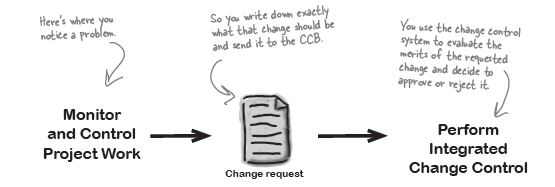 Here's where you
notice a problem.
So you write down exactly
what that change should be
and send it to the CCB.
You use the change control
system to evaluate the
merits of the requested
change and decide to
approve or reject it.
Monitor
and Control
Project Work
Change request
Perform
Integrated
Change Control